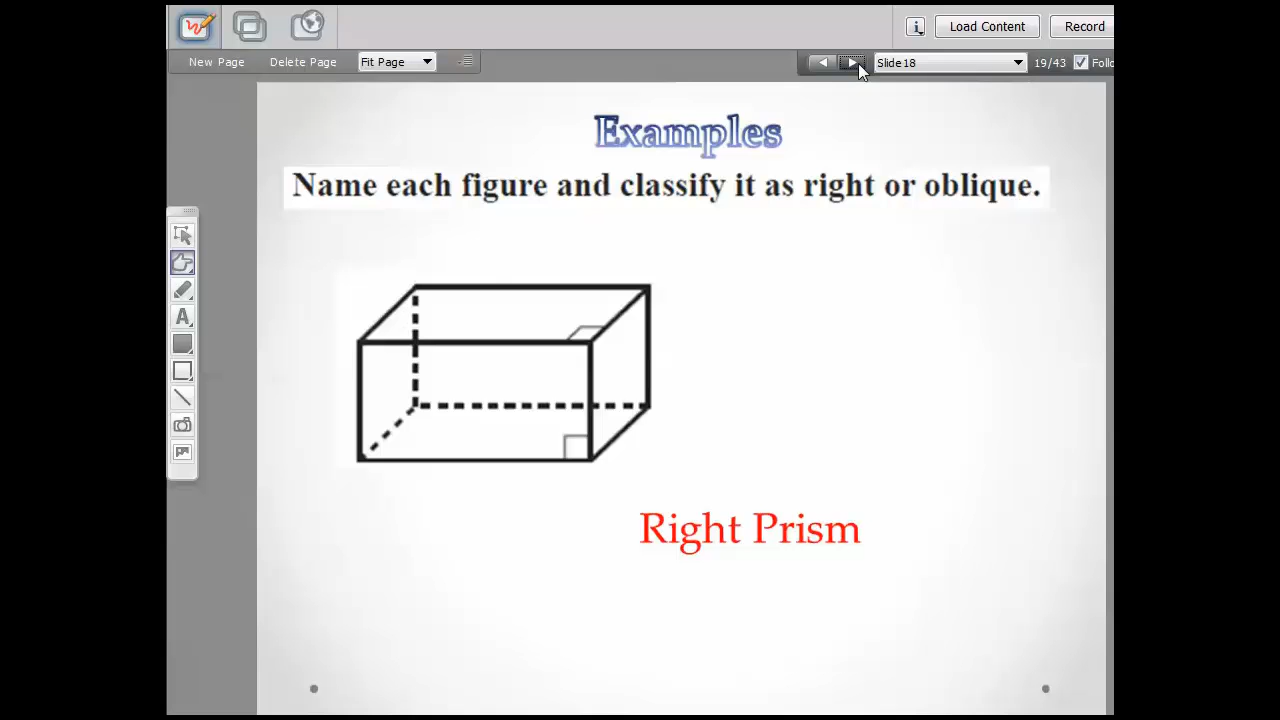 Load Content
Record
New Page
Delete Page
Fit Page
Slide 18
19/43
Follo
Examples
Name each figure and classify it as right or oblique.
Right Prism